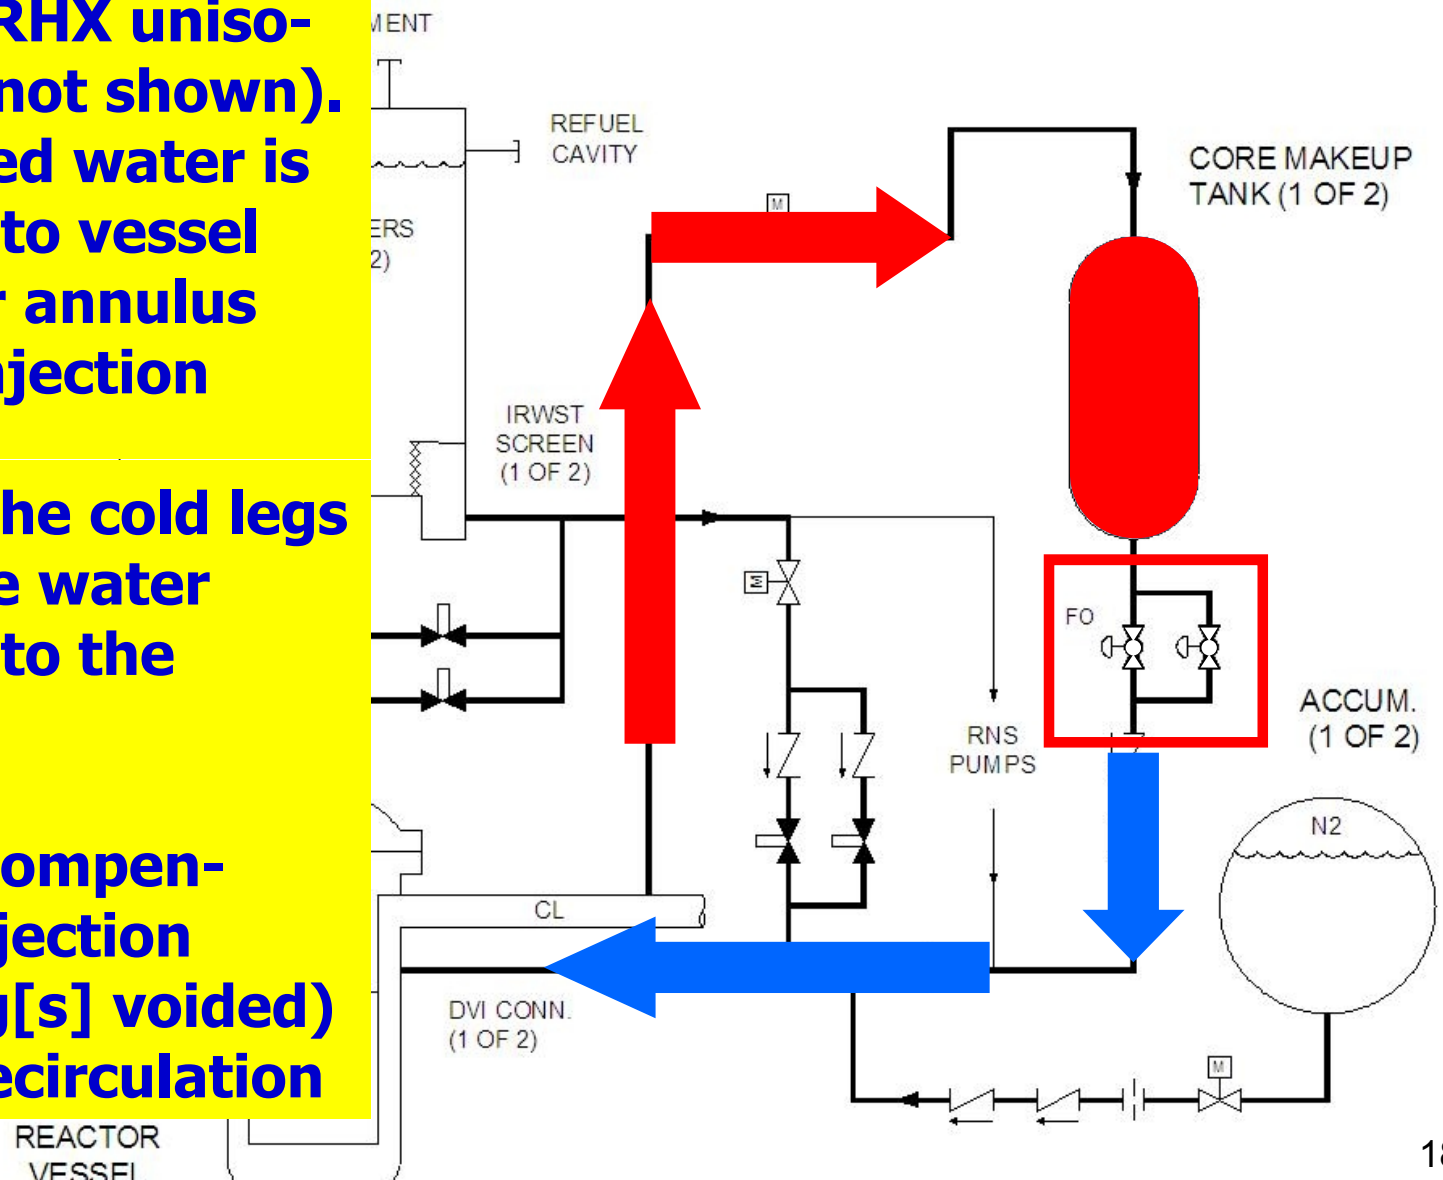 RHX uniso-
not shown).
ed water is
to vessel
r annulus
njection
he cold legs
e water
to the
ompen-
jection
g[s] voided)
ecirculation
MENT
REFUEL
CAVITY
ERS
2)
M
CORE MAKEUP
TANK (1 OF 2)
IRWST
SCREEN
(1 OF 2)
M
FO
RNS
PUMPS
ACCUM.
(1 OF 2)
N2
CL
DVI CONN.
(1 OF 2)
M
REACTOR
VESSEL
18